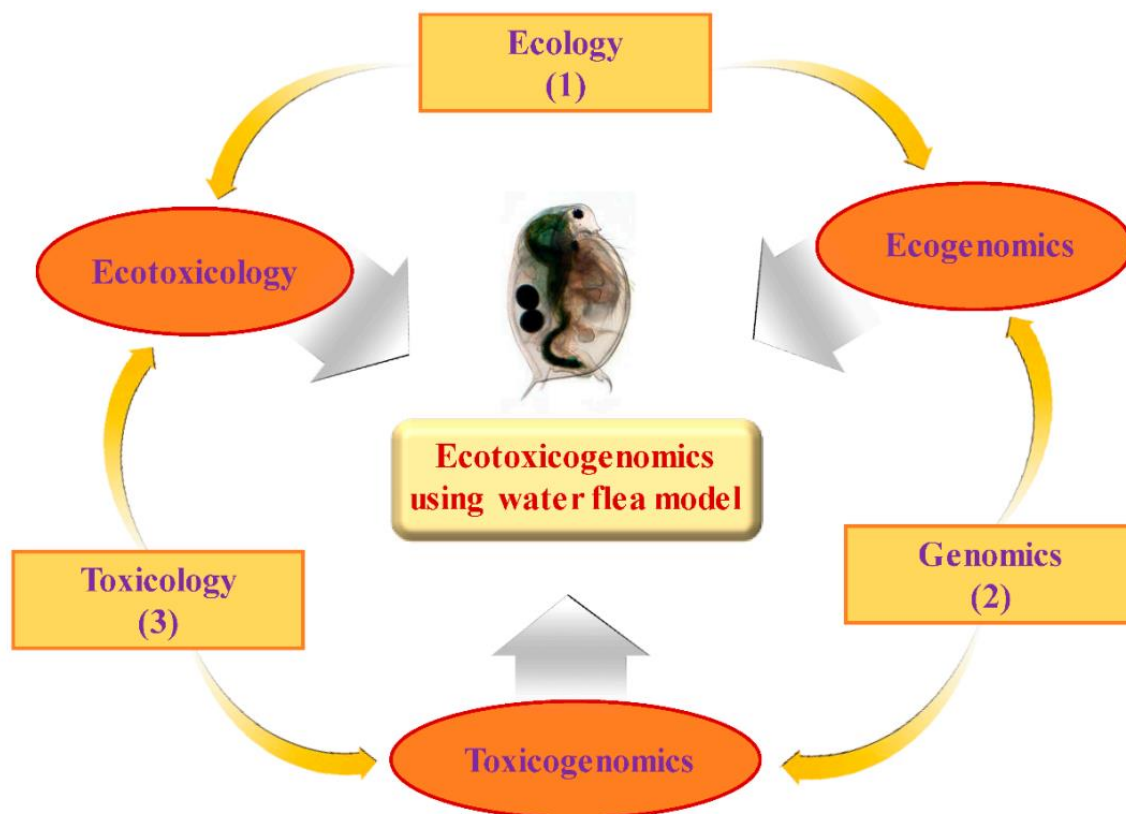 Ecology
(1)
Ecotoxicology
Ecogenomics
Ecotoxicogenomics
using water flea model
Toxicology
(3)
Genomics
(2)
Toxicogenomics